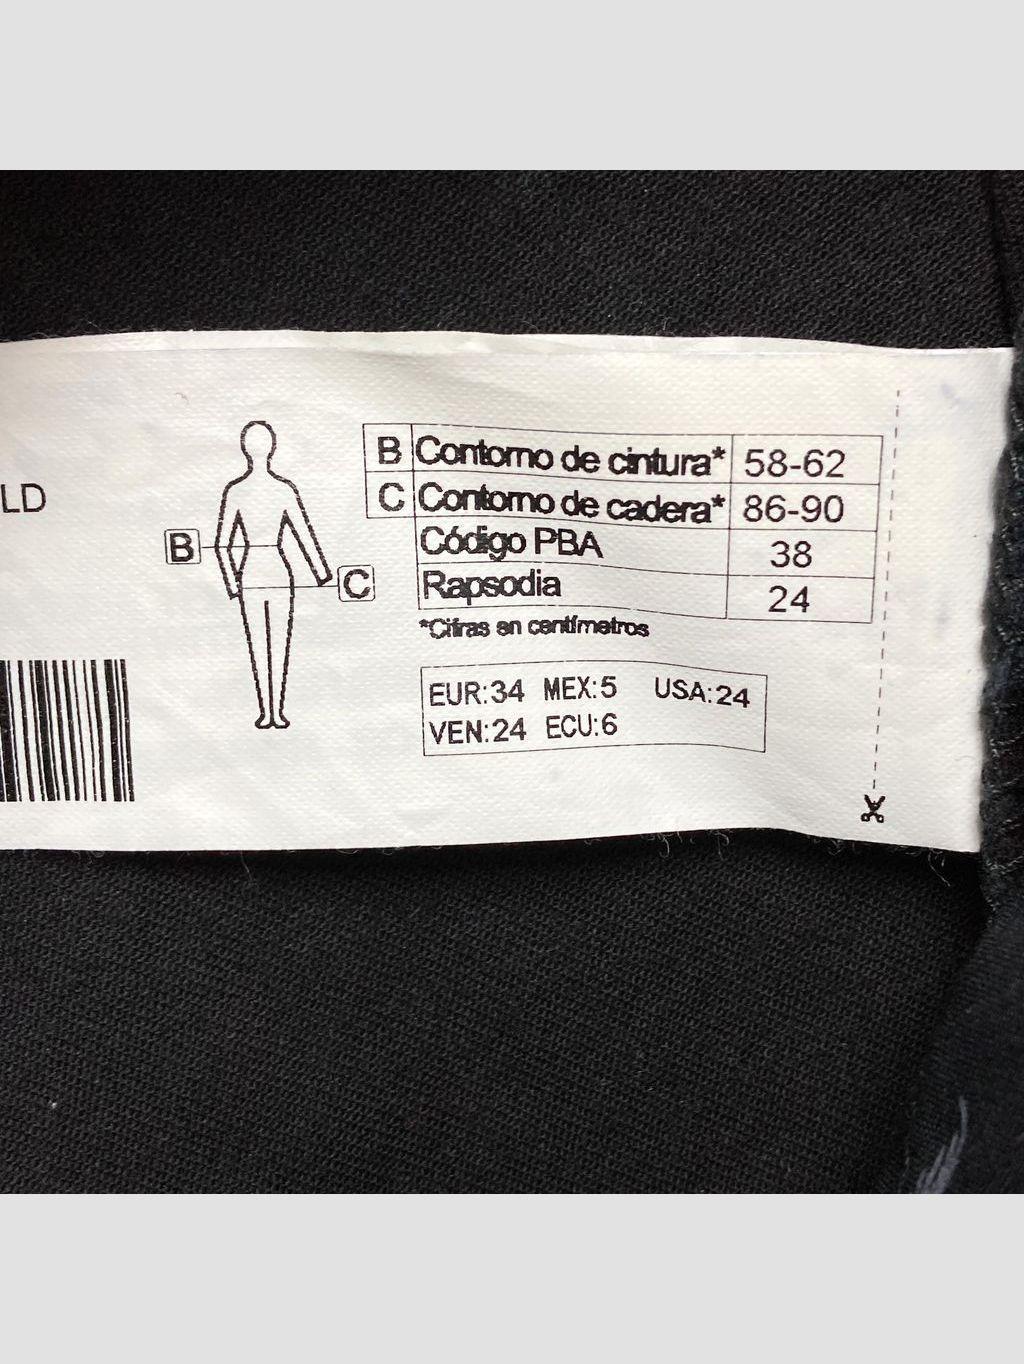 LD
B Contorno de cintura* 58-62
C Contorno de cadera* 86-90
Código PBA 38
Rapsodia 24
*Cifras en centímetros
B
C
EUR:34 MEX:5 USA:24
VEN:24 ECU:6